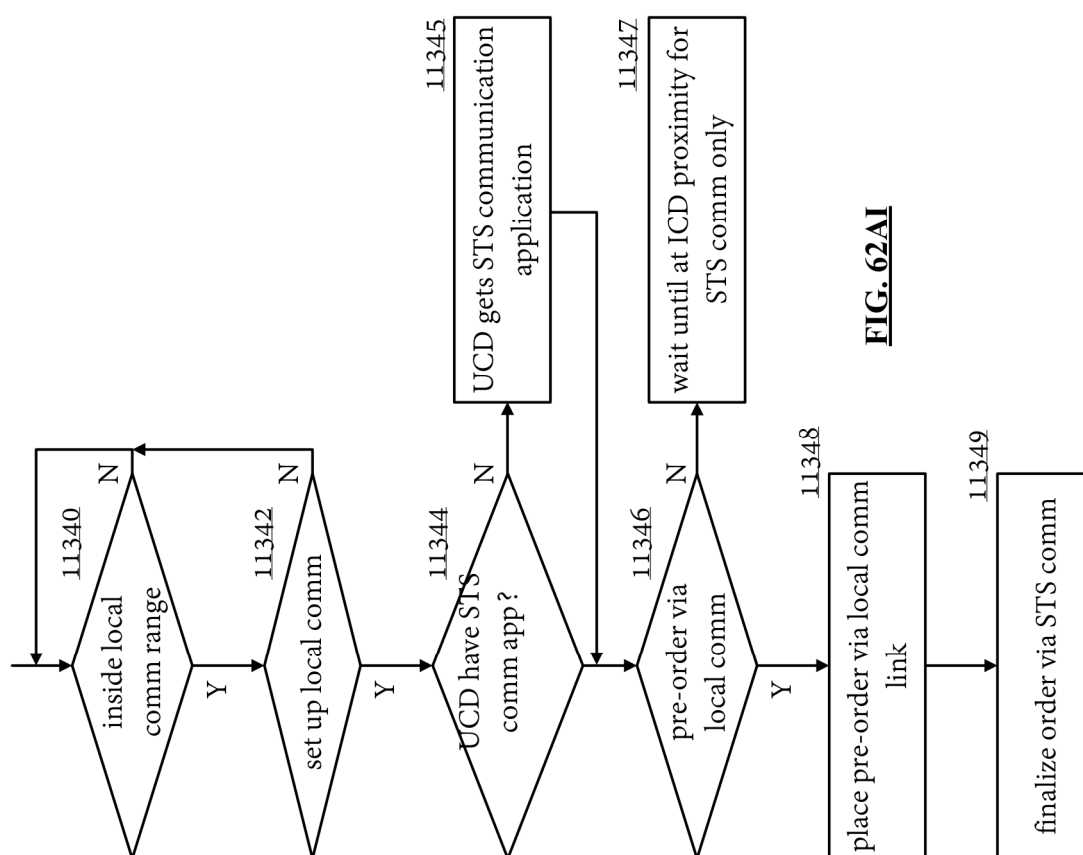 11340
inside local
comm range
N
Y
11342
set up local comm
N
Y
11344
UCD have STS
comm app?
N
11345
UCD gets STS communication
application
11346
pre-order via
local comm
N
Y
11347
wait until at ICD proximity for
STS comm only
11348
place pre-order via local comm
link
11349
finalize order via STS comm
FIG. 62AI